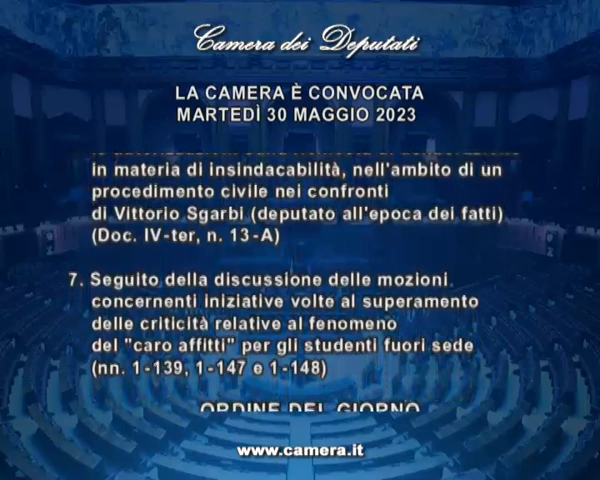 Camera dei Deputati
LA CAMERA È CONVOCATA
MARTEDÌ 30 MAGGIO 2023
in materia di insindacabilità, nell'ambito di un
procedimento civile nei confronti
di Vittorio Sgarbi (deputato all'epoca dei fatti)
(Doc. IV-ter, n. 13-A)
7. Seguito della discussione delle mozioni
concernenti iniziative volte al superamento
delle criticità relative al fenomeno
del "caro affitti" per gli studenti fuori sede
(nn. 1-139, 1-147 e 1-148)
ORDINE DEL GIORNO
www.camera.it